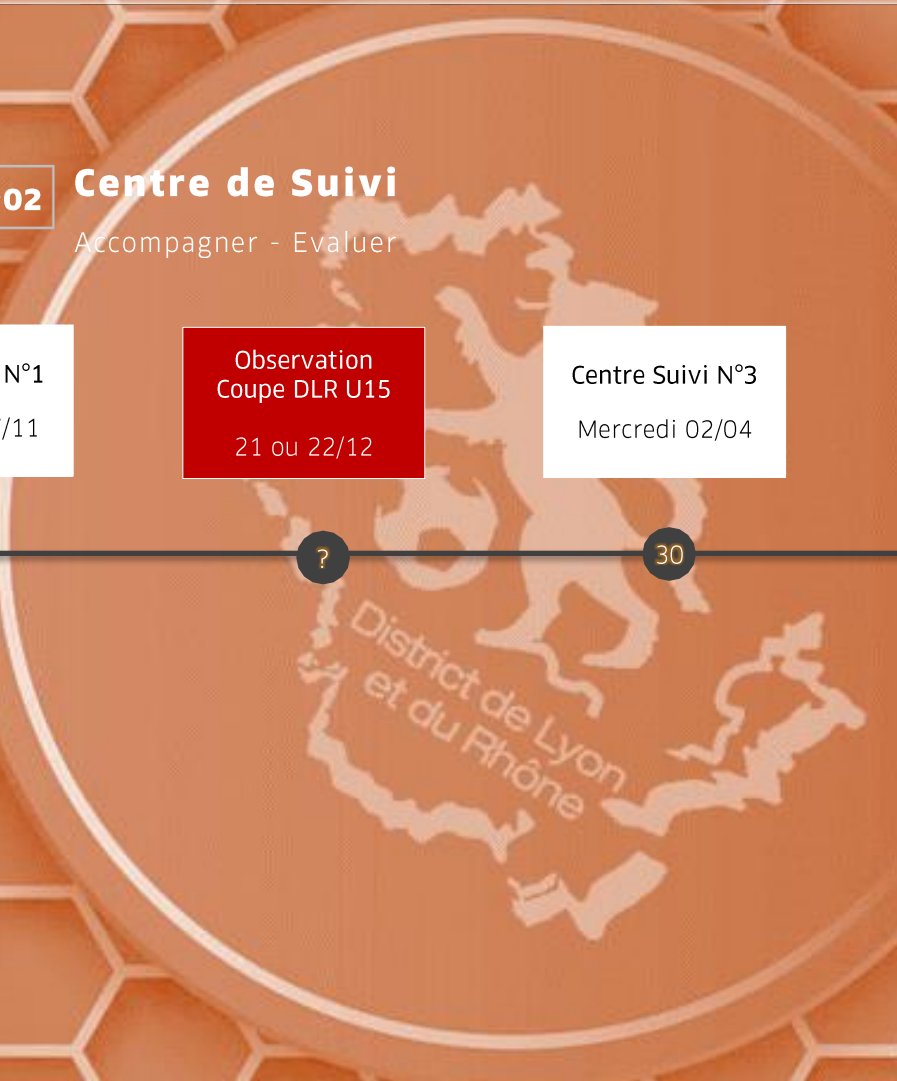 02
Centre de Suivi
Accompagner - Evaluer
N°1
/11
Observation
Coupe DLR U15
21 ou 22/12
Centre Suivi N°3
Mercredi 02/04
?
30
District de Lyon
et du Rhône